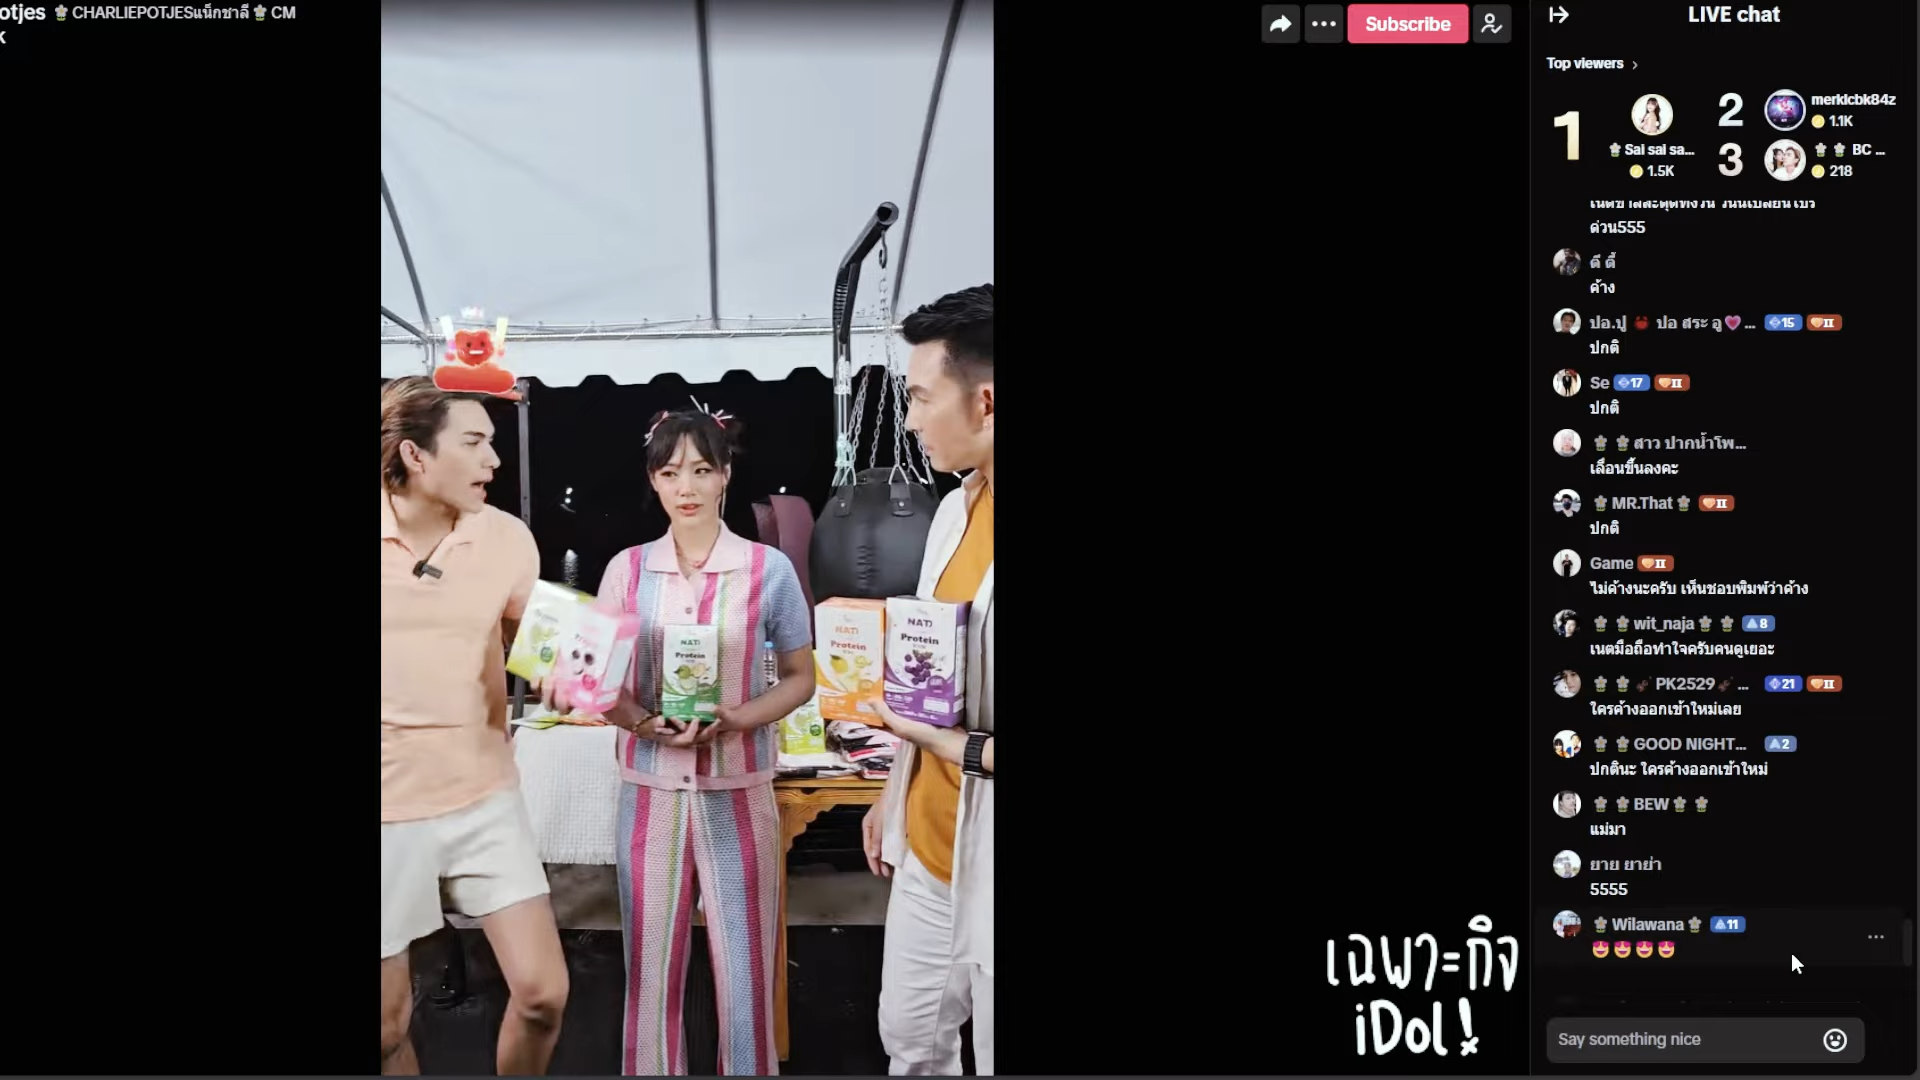 otjes CHARLIEPOTJESแน็กชาลี CM
k
Subscribe
LIVE chat
Top viewers
1
Sai sai sa...
1.5K
2
merklcbk84z
1.1K
3
BC ...
218
ด่วน555
ดี ดี้
ค้าง
ปอ.ปู ปอ สระ อู ... 15 II
ปกติ
Se 17 II
ปกติ
สาว ปากน้ำโพ...
เลื่อนขึ้นลงคะ
MR.That II
ปกติ
Game II
ไม่ค้างนะครับ เห็นชอบพิมพ์ว่าค้าง
wit_naja 8
เนตมือถือทำใจครับคนดูเยอะ
PK2529 ... 21 II
ใครค้างออกเข้าใหม่เลย
GOOD NIGHT... 2
ปกตินะ ใครค้างออกเข้าใหม่
BEW
แม่มา
ยาย ยาย่า
5555
Wilawana 11
😍😍😍😍
Say something nice
NATI
Protein
NATI
Protein
NATI
Protein
เฉพาะกิจ
iDol!